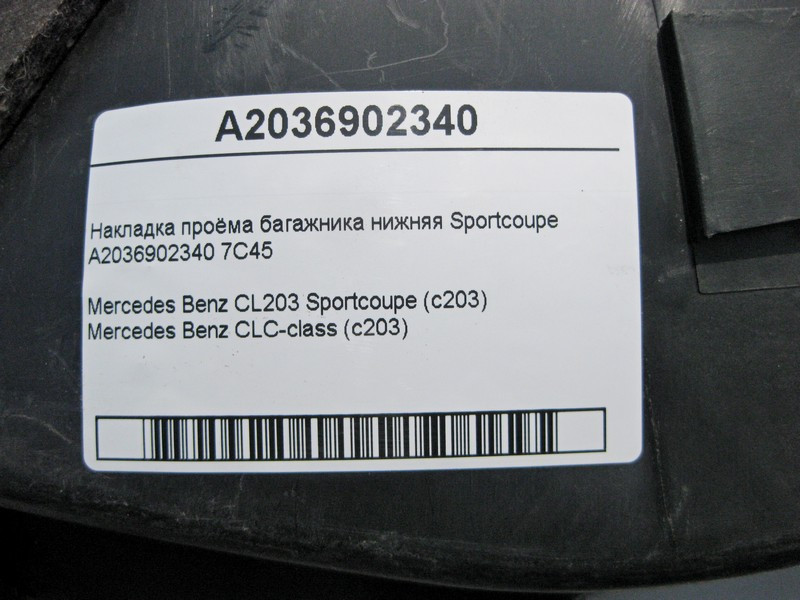 A2036902340
Накладка проёма багажника нижняя Sportcoupe
A2036902340 7C45
Mercedes Benz CL203 Sportcoupe (c203)
Mercedes Benz CLC-class (c203)